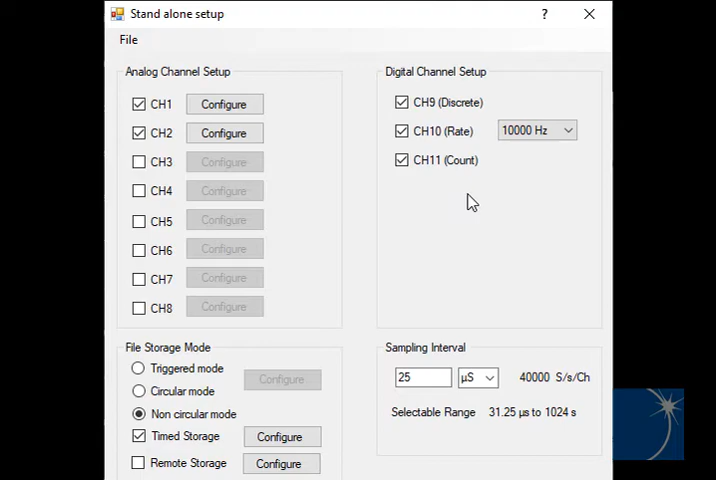 Stand alone setup
?
File
Analog Channel Setup
CH1 Configure
CH2 Configure
CH3 Configure
CH4 Configure
CH5 Configure
CH6 Configure
CH7 Configure
CH8 Configure
Digital Channel Setup
CH9 (Discrete)
CH10 (Rate) 10000 Hz
CH11 (Count)
File Storage Mode
Triggered mode
Configure
Circular mode
Non circular mode
Timed Storage Configure
Remote Storage Configure
Sampling Interval
25 µS 40000 S/s/Ch
Selectable Range 31.25 µs to 1024 s